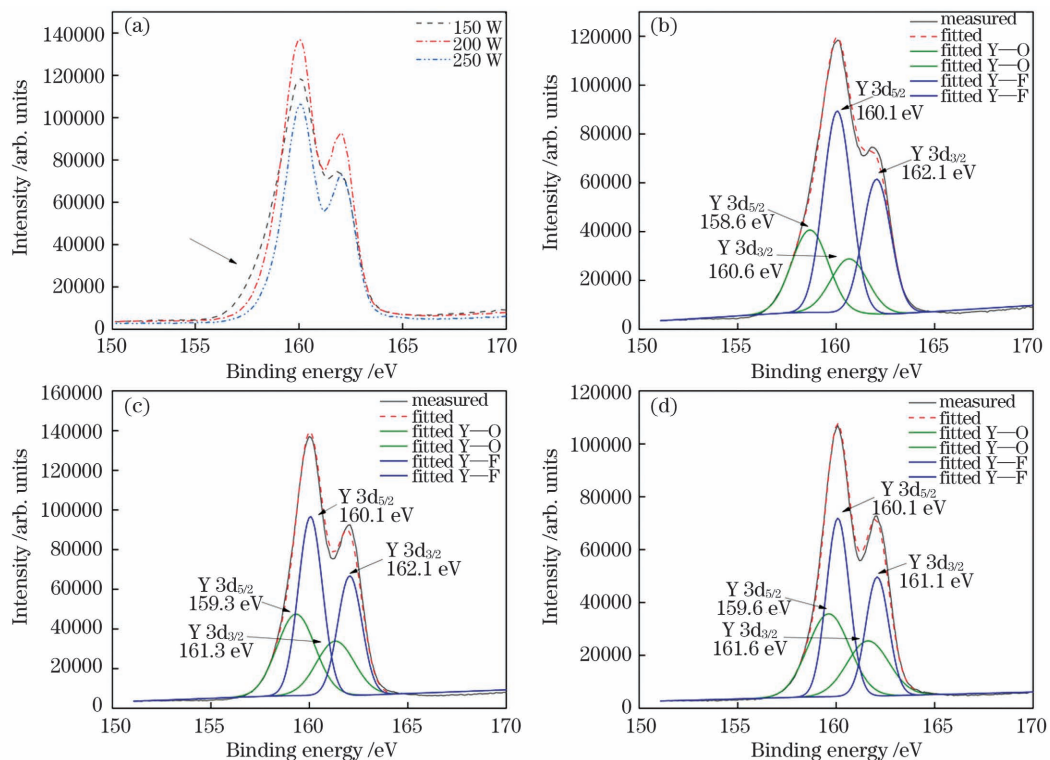 (a)
150 W
200 W
250 W
140000
120000
100000
80000
60000
40000
20000
0
150
155
160
165
170
Intensity /arb. units
Binding energy /eV
(b)
measured
fitted
fitted Y—O
fitted Y—O
fitted Y—F
fitted Y—F
Y 3d5/2
160.1 eV
Y 3d3/2
162.1 eV
Y 3d5/2
158.6 eV
Y 3d3/2
160.6 eV
120000
100000
80000
60000
40000
20000
0
150
155
160
165
170
Intensity /arb. units
Binding energy /eV
(c)
measured
fitted
fitted Y—O
fitted Y—O
fitted Y—F
fitted Y—F
Y 3d5/2
160.1 eV
Y 3d3/2
162.1 eV
Y 3d5/2
159.3 eV
Y 3d3/2
161.3 eV
160000
140000
120000
100000
80000
60000
40000
20000
0
150
155
160
165
170
Intensity /arb. units
Binding energy /eV
(d)
measured
fitted
fitted Y—O
fitted Y—O
fitted Y—F
fitted Y—F
Y 3d5/2
160.1 eV
Y 3d3/2
161.1 eV
Y 3d5/2
159.6 eV
Y 3d3/2
161.6 eV
120000
100000
80000
60000
40000
20000
0
150
155
160
165
170
Intensity /arb. units
Binding energy /eV